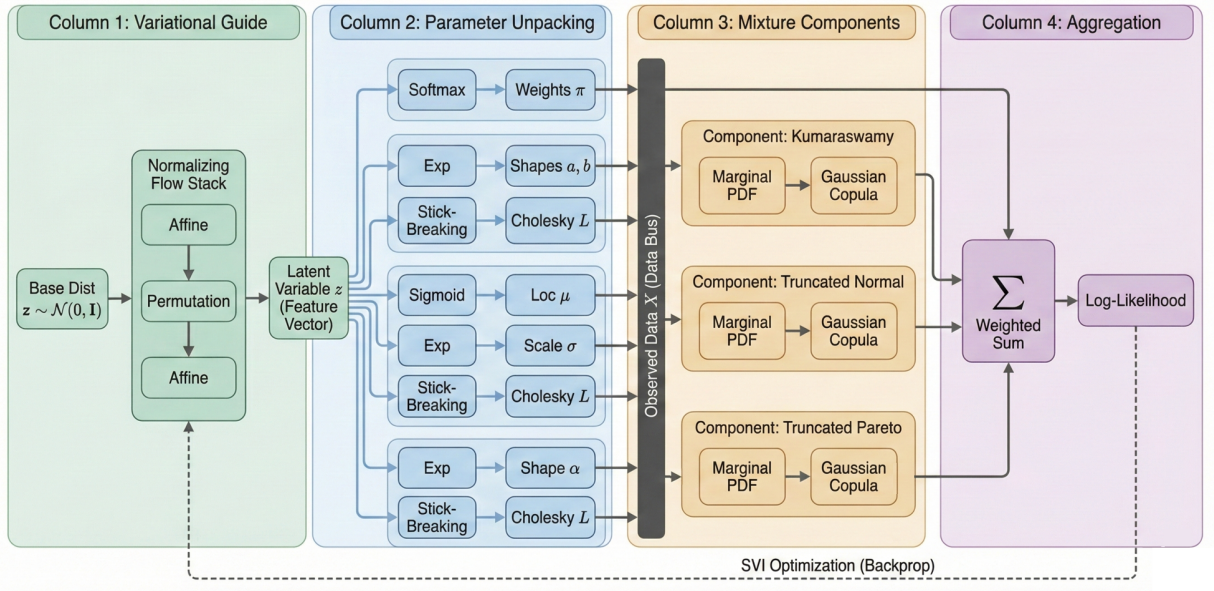 Column 1: Variational Guide
Base Dist
z ∼ 𝒩(0, I)
Normalizing
Flow Stack
Affine
Permutation
Affine
Latent
Variable z
(Feature
Vector)
Column 2: Parameter Unpacking
Softmax
Weights π
Exp
Shapes a, b
Stick-
Breaking
Cholesky L
Sigmoid
Loc μ
Exp
Scale σ
Stick-
Breaking
Cholesky L
Exp
Shape α
Stick-
Breaking
Cholesky L
Column 3: Mixture Components
Observed Data X (Data Bus)
Component: Kumaraswamy
Marginal
PDF
Gaussian
Copula
Component: Truncated Normal
Marginal
PDF
Gaussian
Copula
Component: Truncated Pareto
Marginal
PDF
Gaussian
Copula
Column 4: Aggregation
∑
Weighted
Sum
Log-Likelihood
SVI Optimization (Backprop)